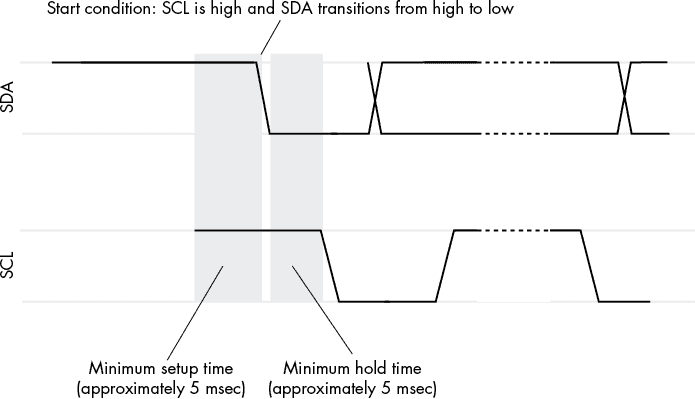 Start condition: SCL is high and SDA transitions from high to low
SDA
SCL
Minimum setup time
(approximately 5 msec)
Minimum hold time
(approximately 5 msec)